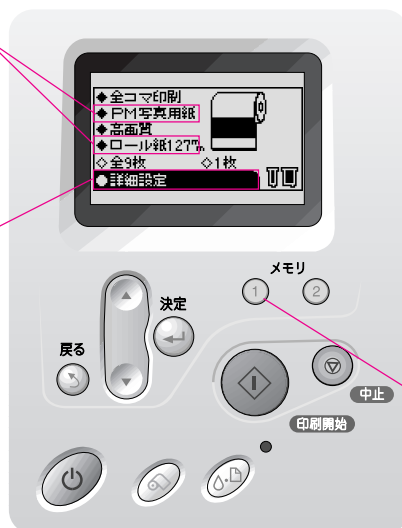 ◆全コマ印刷
◆PM写真用紙
◆高画質
◆ロール紙127㎜
◇全9枚 ◇1枚
●詳細設定
メモリ
1 2
決定
戻る
中止
印刷開始